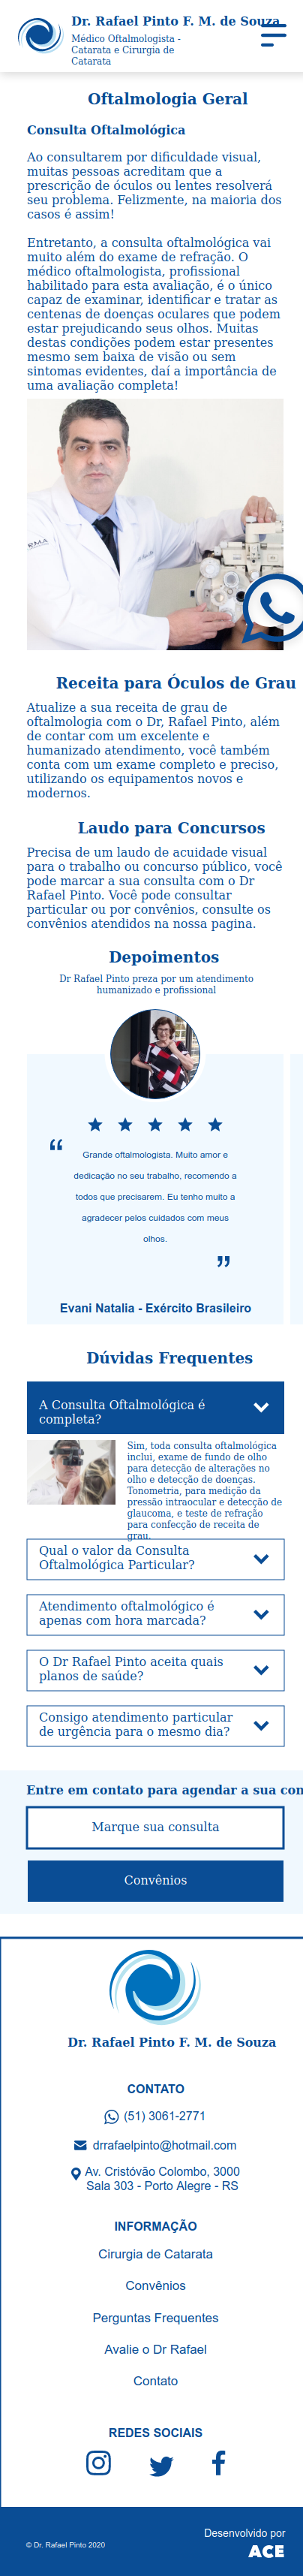 Dr. Rafael Pinto F. M. de Souza
Médico Oftalmologista -
Catarata e Cirurgia de
Catarata
Oftalmologia Geral
Consulta Oftalmológica
Ao consultarem por dificuldade visual,
muitas pessoas acreditam que a
prescrição de óculos ou lentes resolverá
seu problema. Felizmente, na maioria dos
casos é assim!
Entretanto, a consulta oftalmológica vai
muito além do exame de refração. O
médico oftalmologista, profissional
habilitado para esta avaliação, é o único
capaz de examinar, identificar e tratar as
centenas de doenças oculares que podem
estar prejudicando seus olhos. Muitas
destas condições podem estar presentes
mesmo sem baixa de visão ou sem
sintomas evidentes, daí a importância de
uma avaliação completa!
Receita para Óculos de Grau
Atualize a sua receita de grau de
oftalmologia com o Dr, Rafael Pinto, além
de contar com um excelente e
humanizado atendimento, você também
conta com um exame completo e preciso,
utilizando os equipamentos novos e
modernos.
Laudo para Concursos
Precisa de um laudo de acuidade visual
para o trabalho ou concurso público, você
pode marcar a sua consulta com o Dr
Rafael Pinto. Você pode consultar
particular ou por convênios, consulte os
convênios atendidos na nossa pagina.
Depoimentos
Dr Rafael Pinto preza por um atendimento
humanizado e profissional
“
Grande oftalmologista. Muito amor e
dedicação no seu trabalho, recomendo a
todos que precisarem. Eu tenho muito a
agradecer pelos cuidados com meus
olhos.
”
Evani Natalia - Exército Brasileiro
Dúvidas Frequentes
A Consulta Oftalmológica é
completa?
Sim, toda consulta oftalmológica
inclui, exame de fundo de olho
para detecção de alterações no
olho e detecção de doenças.
Tonometria, para medição da
pressão intraocular e detecção de
glaucoma, e teste de refração
para confecção de receita de
grau.
Qual o valor da Consulta
Oftalmológica Particular?
Atendimento oftalmológico é
apenas com hora marcada?
O Dr Rafael Pinto aceita quais
planos de saúde?
Consigo atendimento particular
de urgência para o mesmo dia?
Entre em contato para agendar a sua con
Marque sua consulta
Convênios
Dr. Rafael Pinto F. M. de Souza
CONTATO
(51) 3061-2771
drrafaelpinto@hotmail.com
Av. Cristóvão Colombo, 3000
Sala 303 - Porto Alegre - RS
INFORMAÇÃO
Cirurgia de Catarata
Convênios
Perguntas Frequentes
Avalie o Dr Rafael
Contato
REDES SOCIAIS
Desenvolvido por
© Dr. Rafael Pinto 2020
ACE